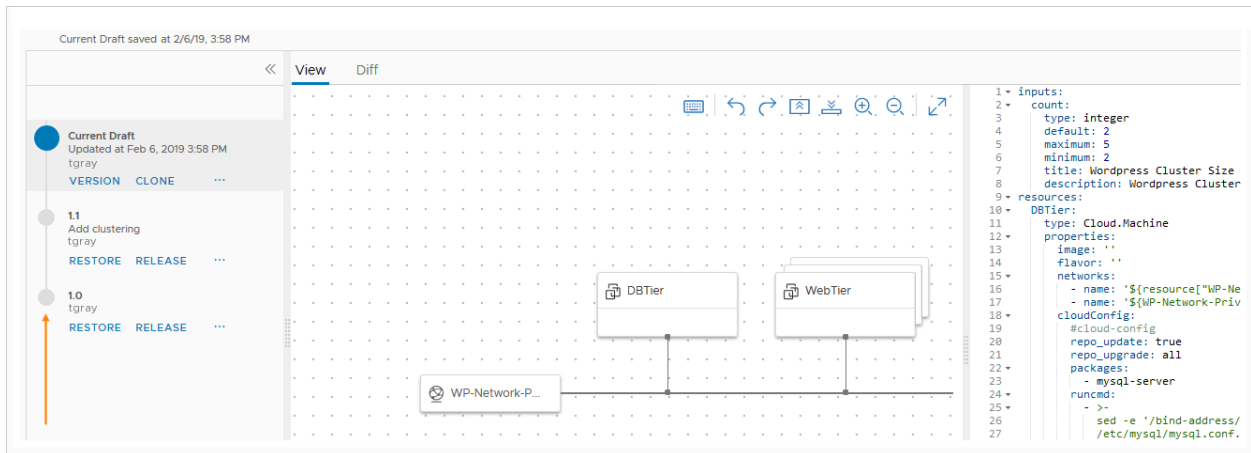 Current Draft saved at 2/6/19, 3:58 PM
View Diff
Current Draft
Updated at Feb 6, 2019 3:58 PM
tgray
VERSION CLONE ...
1.1
Add clustering
tgray
RESTORE RELEASE ...
1.0
tgray
RESTORE RELEASE ...
DBTier
WebTier
WP-Network-P...
1 inputs:
2 count:
3 type: integer
4 default: 2
5 maximum: 5
6 minimum: 2
7 title: Wordpress Cluster Size
8 description: Wordpress Cluster
9 resources:
10 DBTier:
11 type: Cloud.Machine
12 properties:
13 image: ''
14 flavor: ''
15 networks:
16 - name: '${resource["WP-Ne
17 - name: '${WP-Network-Priv
18 cloudConfig:
19 #cloud-config
20 repo_update: true
21 repo_upgrade: all
22 packages:
23 - mysql-server
24 runcmd:
25 - >-
26 sed -e '/bind-address/
27 /etc/mysql/mysql.conf.